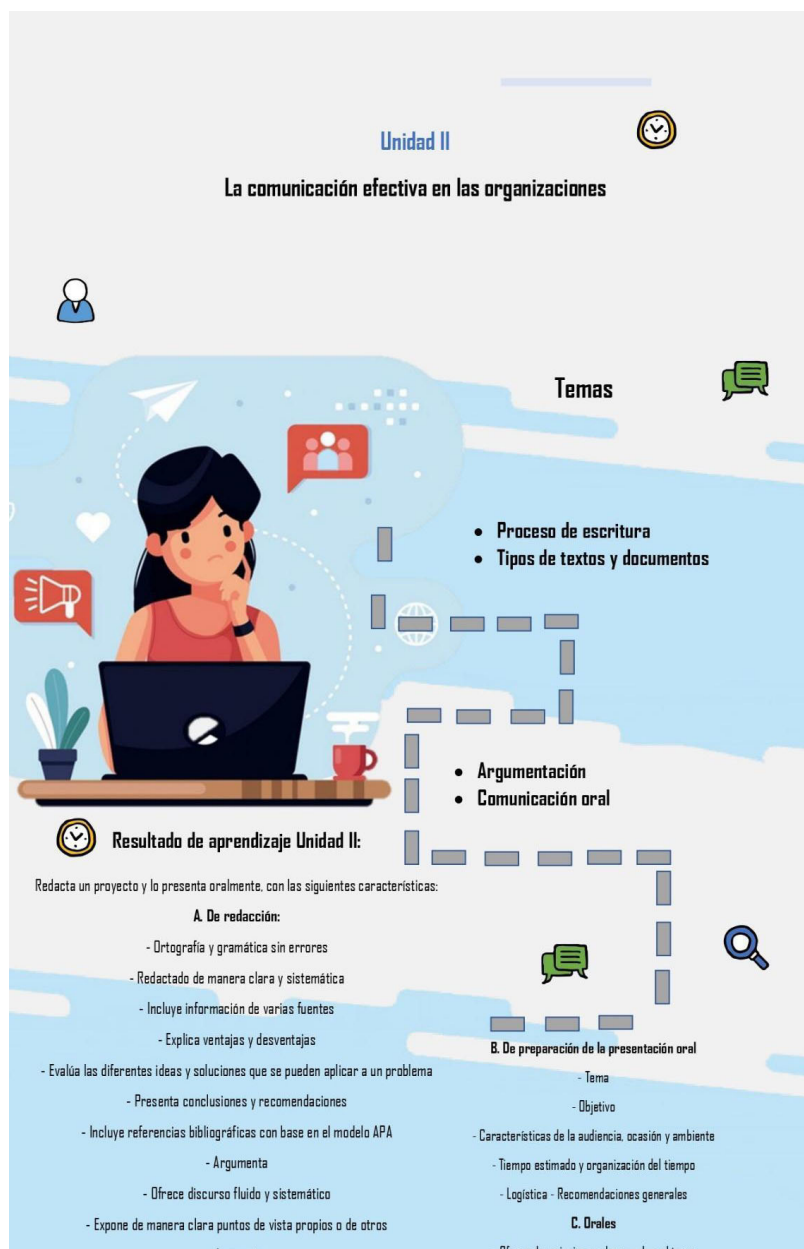 Unidad II
La comunicación efectiva en las organizaciones
Temas
• Proceso de escritura
• Tipos de textos y documentos
• Argumentación
• Comunicación oral
Resultado de aprendizaje Unidad II:
Redacta un proyecto y lo presenta oralmente, con las siguientes características:
A. De redacción:
- Ortografía y gramática sin errores
- Redactado de manera clara y sistemática
- Incluye información de varias fuentes
- Explica ventajas y desventajas
- Evalúa las diferentes ideas y soluciones que se pueden aplicar a un problema
- Presenta conclusiones y recomendaciones
- Incluye referencias bibliográficas con base en el modelo APA
- Argumenta
- Ofrece discurso fluido y sistemático
- Expone de manera clara puntos de vista propios o de otros
B. De preparación de la presentación oral
- Tema
- Objetivo
- Características de la audiencia, ocasión y ambiente
- Tiempo estimado y organización del tiempo
- Logística - Recomendaciones generales
C. Orales